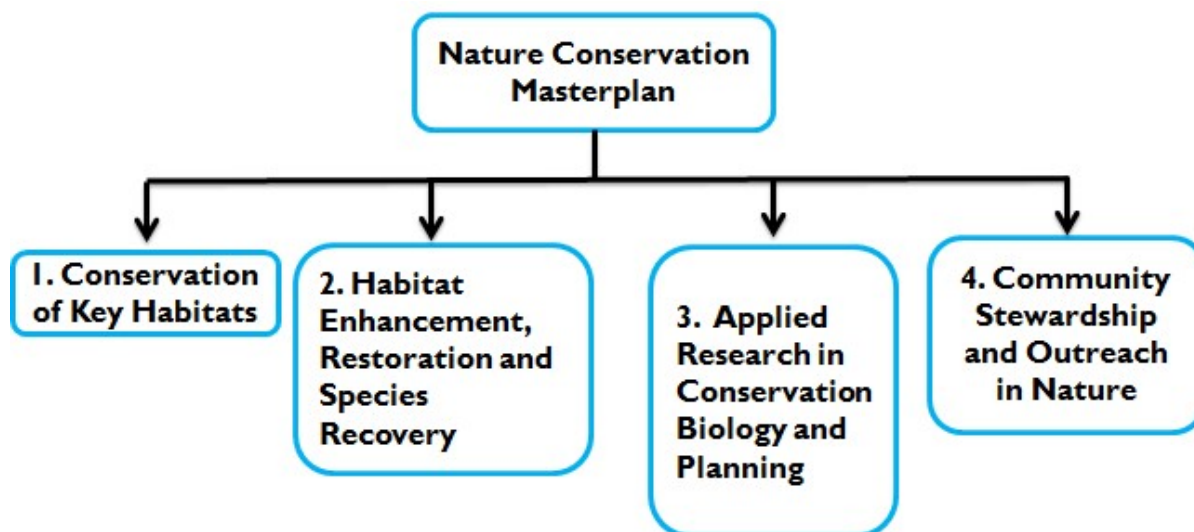 Nature Conservation
Masterplan
1. Conservation
of Key Habitats
2. Habitat
Enhancement,
Restoration and
Species
Recovery
3. Applied
Research in
Conservation
Biology and
Planning
4. Community
Stewardship
and Outreach
in Nature